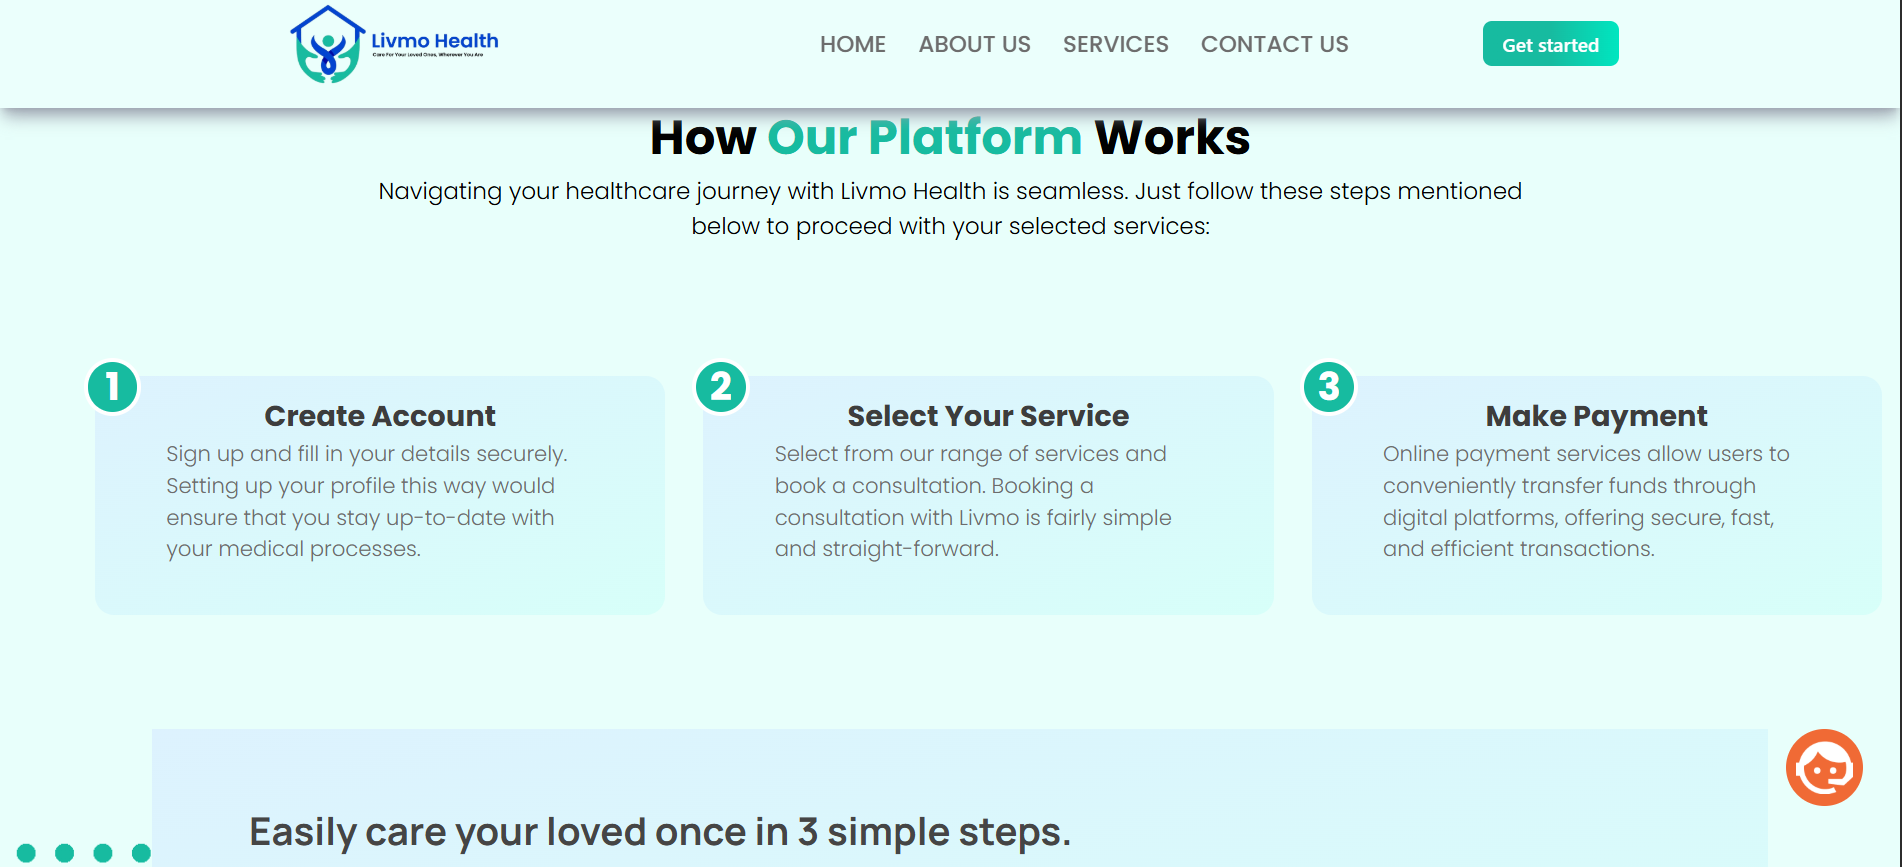 Livmo Health
Care For Your Loved Ones, Wherever You Are
HOME ABOUT US SERVICES CONTACT US
Get started
How Our Platform Works
Navigating your healthcare journey with Livmo Health is seamless. Just follow these steps mentioned
below to proceed with your selected services:
1
Create Account
Sign up and fill in your details securely.
Setting up your profile this way would
ensure that you stay up-to-date with
your medical processes.
2
Select Your Service
Select from our range of services and
book a consultation. Booking a
consultation with Livmo is fairly simple
and straight-forward.
3
Make Payment
Online payment services allow users to
conveniently transfer funds through
digital platforms, offering secure, fast,
and efficient transactions.
Easily care your loved once in 3 simple steps.